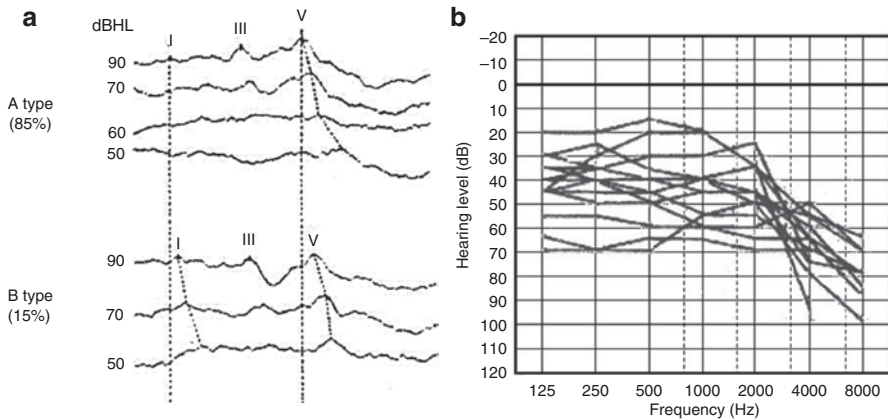 a
dBHL
I III V
90
70
A type
(85%)
60
50
I III V
90
B type
(15%)
70
50
b
Hearing level (dB)
–20
–10
0
10
20
30
40
50
60
70
80
90
100
110
120
125 250 500 1000 2000 4000 8000
Frequency (Hz)